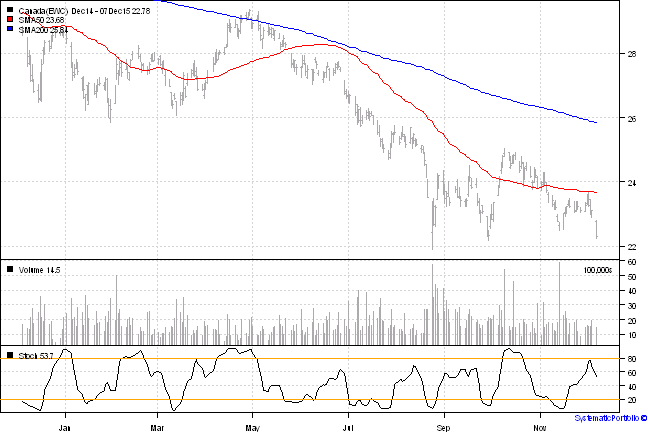 Canada(EWC) Dec14 - 07Dec15 22.78
SMA50 23.68
SMA200 25.84
28
26
24
22
Volume 14.5
100,000s
60
50
40
30
20
10
Stoch 53.7
80
60
40
20
Jan Mar May Jul Sep Nov
SystematicPortfolio ©